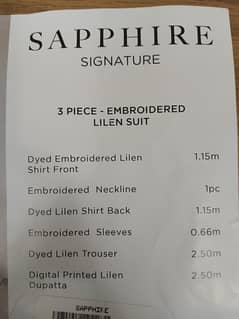 SAPPHIRE
SIGNATURE
3 PIECE - EMBROIDERED
LILEN SUIT
Dyed Embroidered Lilen 1.15m
Shirt Front
Embroidered Neckline 1pc
Dyed Lilen Shirt Back 1.15m
Embroidered Sleeves 0.66m
Dyed Lilen Trouser 2.50m
Digital Printed Lilen 2.50m
Dupatta
SAPPHIRE